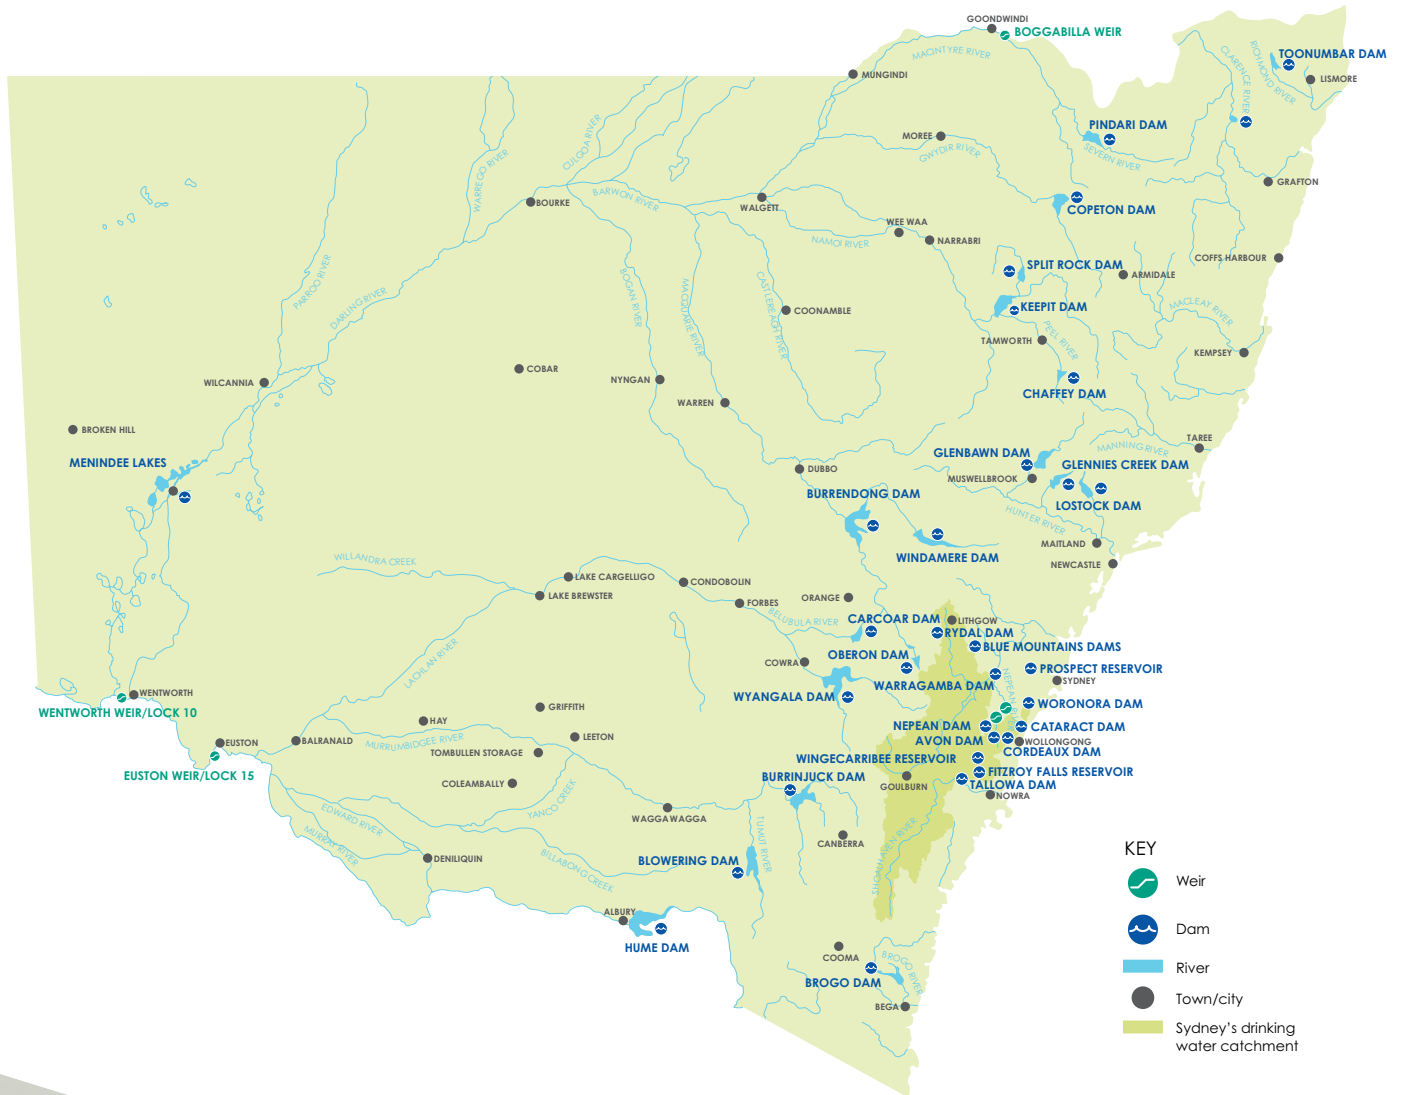 GOONDWINDI
BOGGABILLA WEIR
MACINTYRE RIVER
TOONUMBAR DAM
CLARENCE RIVER
RICHMOND RIVER
LISMORE
MUNGINDI
PINDARI DAM
SEVERN RIVER
MOREE
GWYDIR RIVER
CULGOA RIVER
WARREGO RIVER
BARWON RIVER
BOURKE
WALGETT
COPETON DAM
GRAFTON
WEE WAA
NARRABRI
NAMOI RIVER
COFFS HARBOUR
SPLIT ROCK DAM
ARMIDALE
PARROO RIVER
DARLING RIVER
BOGAN RIVER
MACQUARIE RIVER
CASTLEREAGH RIVER
COONAMBLE
KEEPIT DAM
MACLEAY RIVER
TAMWORTH
PEEL RIVER
KEMPSEY
WILCANNIA
COBAR
NYNGAN
WARREN
CHAFFEY DAM
BROKEN HILL
MENINDEE LAKES
DUBBO
GLENBAWN DAM
MANNING RIVER
TAREE
GLENNIES CREEK DAM
MUSWELLBROOK
LOSTOCK DAM
BURRENDONG DAM
HUNTER RIVER
WINDAMERE DAM
MAITLAND
NEWCASTLE
WILLANDRA CREEK
LAKE CARGELLIGO
LAKE BREWSTER
CONDOBOLIN
FORBES
ORANGE
BELUBULA RIVER
CARCOAR DAM
LITHGOW
RYDAL DAM
BLUE MOUNTAINS DAMS
OBERON DAM
COWRA
LACHLAN RIVER
PROSPECT RESERVOIR
SYDNEY
WARRAGAMBA DAM
NEPEAN RIVER
WYANGALA DAM
WORONORA DAM
WENTWORTH
WENTWORTH WEIR/LOCK 10
HAY
GRIFFITH
NEPEAN DAM
CATARACT DAM
EUSTON
BALRANALD
MURRUMBIDGEE RIVER
LEETON
AVON DAM
WOLLONGONG
CORDEAUX DAM
TOMBULLEN STORAGE
WINGECARRIBEE RESERVOIR
EUSTON WEIR/LOCK 15
BURRINJUCK DAM
FITZROY FALLS RESERVOIR
COLEAMBALLY
GOULBURN
TALLOWA DAM
NOWRA
YANCO CREEK
WAGGA WAGGA
EDWARD RIVER
MURRAY RIVER
TUMUT RIVER
CANBERRA
SHOALHAVEN RIVER
DENILIQUIN
BILLABONG CREEK
BLOWERING DAM
ALBURY
HUME DAM
COOMA
BROGO RIVER
BROGO DAM
BEGA
KEY
Weir
Dam
River
Town/city
Sydney's drinking
water catchment